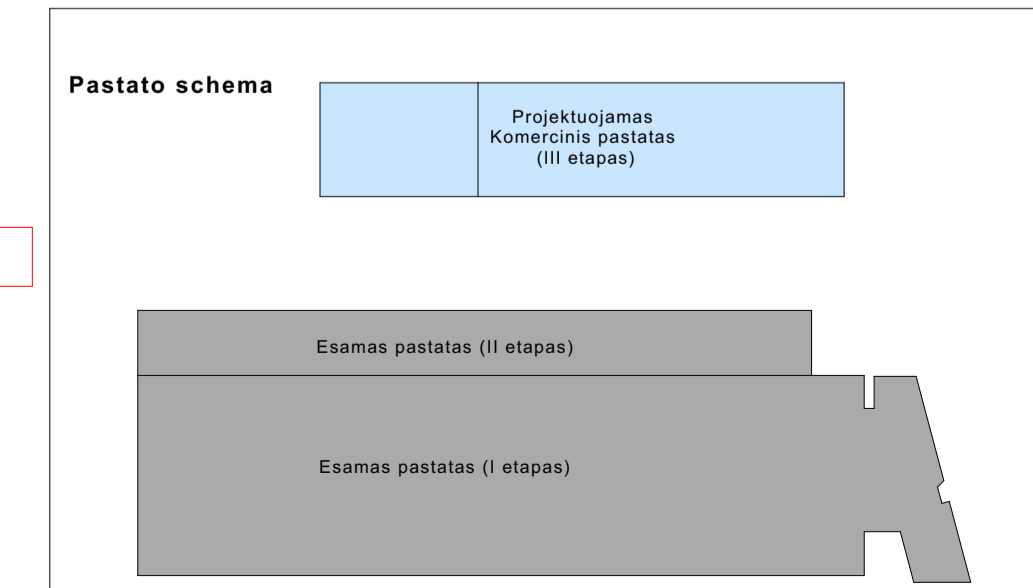 Pastato schema
Projektuojamas
Komercinis pastatas
(III etapas)
Esamas pastatas (II etapas)
Esamas pastatas (I etapas)